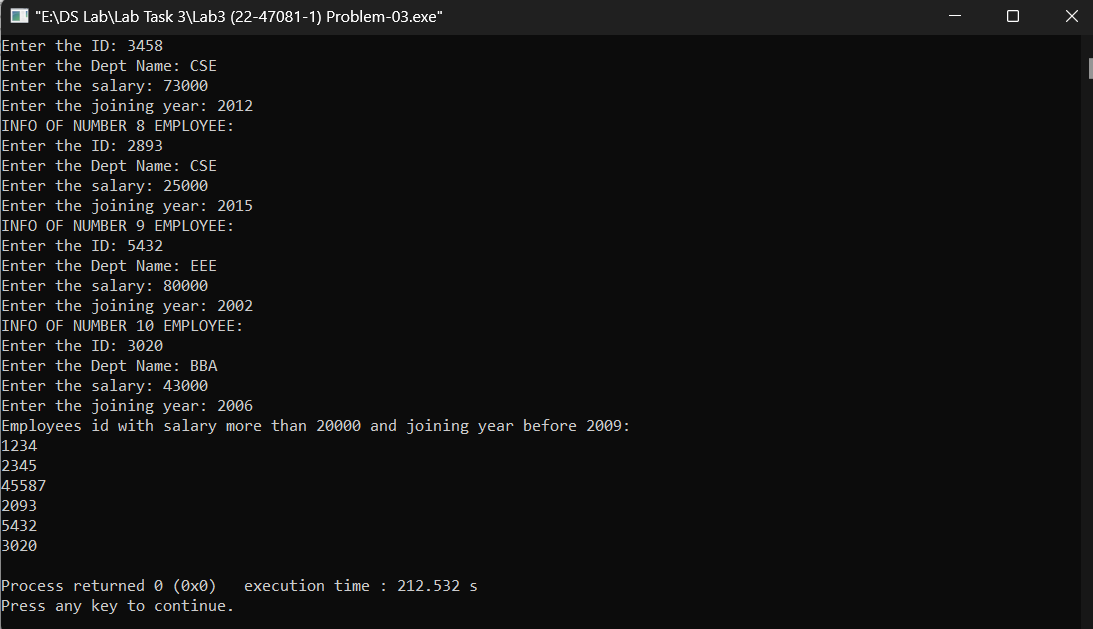 "E:\DS Lab\Lab Task 3\Lab3 (22-47081-1) Problem-03.exe"
Enter the ID: 3458
Enter the Dept Name: CSE
Enter the salary: 73000
Enter the joining year: 2012
INFO OF NUMBER 8 EMPLOYEE:
Enter the ID: 2893
Enter the Dept Name: CSE
Enter the salary: 25000
Enter the joining year: 2015
INFO OF NUMBER 9 EMPLOYEE:
Enter the ID: 5432
Enter the Dept Name: EEE
Enter the salary: 80000
Enter the joining year: 2002
INFO OF NUMBER 10 EMPLOYEE:
Enter the ID: 3020
Enter the Dept Name: BBA
Enter the salary: 43000
Enter the joining year: 2006
Employees id with salary more than 20000 and joining year before 2009:
1234
2345
45587
2093
5432
3020

Process returned 0 (0x0)   execution time : 212.532 s
Press any key to continue.